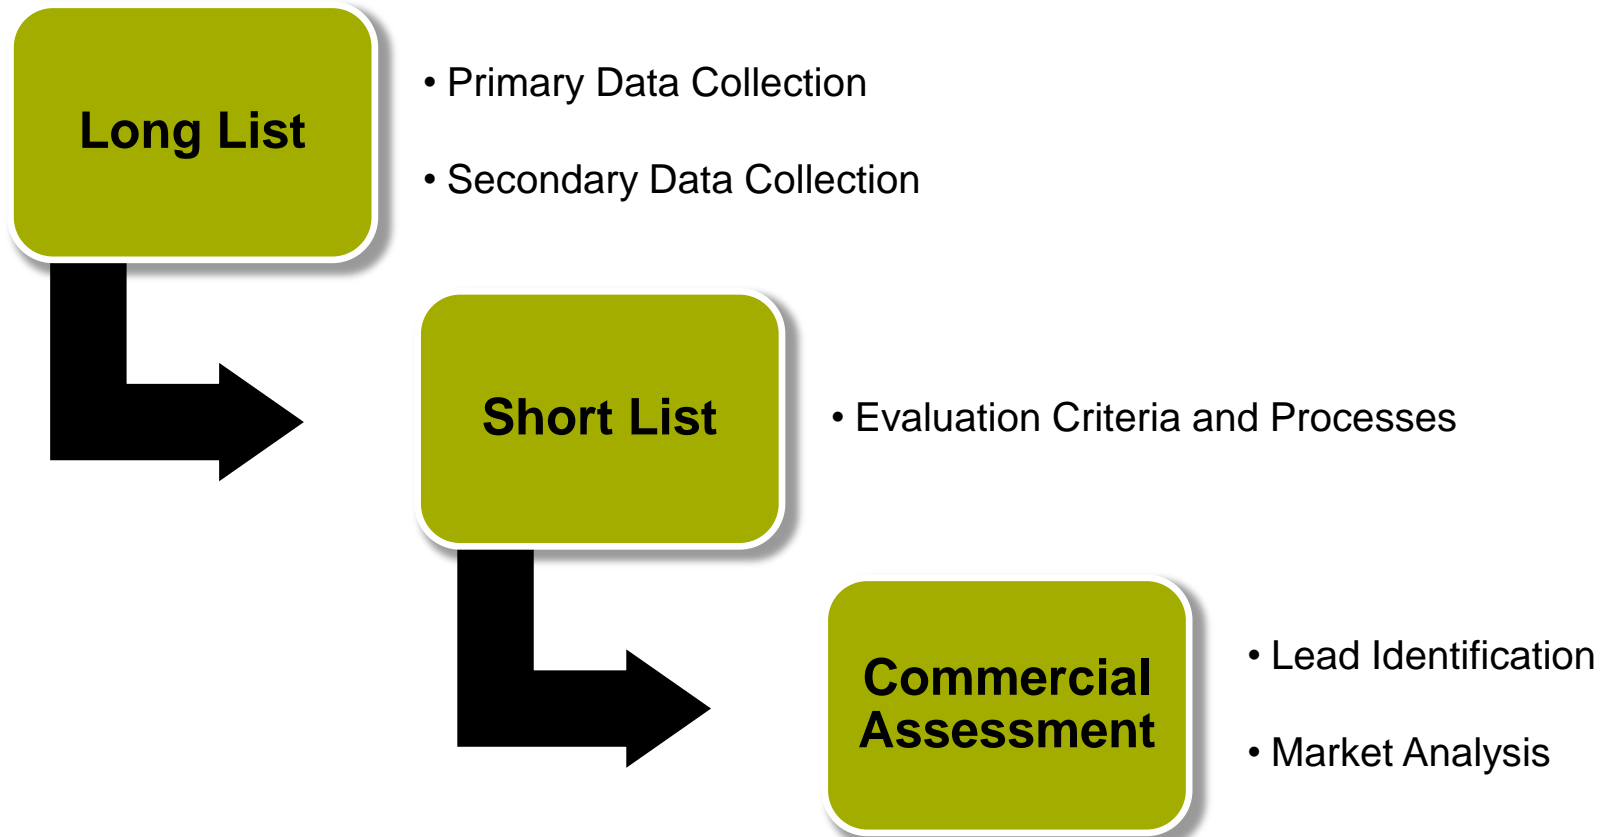 Long List
• Primary Data Collection
• Secondary Data Collection
Short List
• Evaluation Criteria and Processes
Commercial
Assessment
• Lead Identification
• Market Analysis